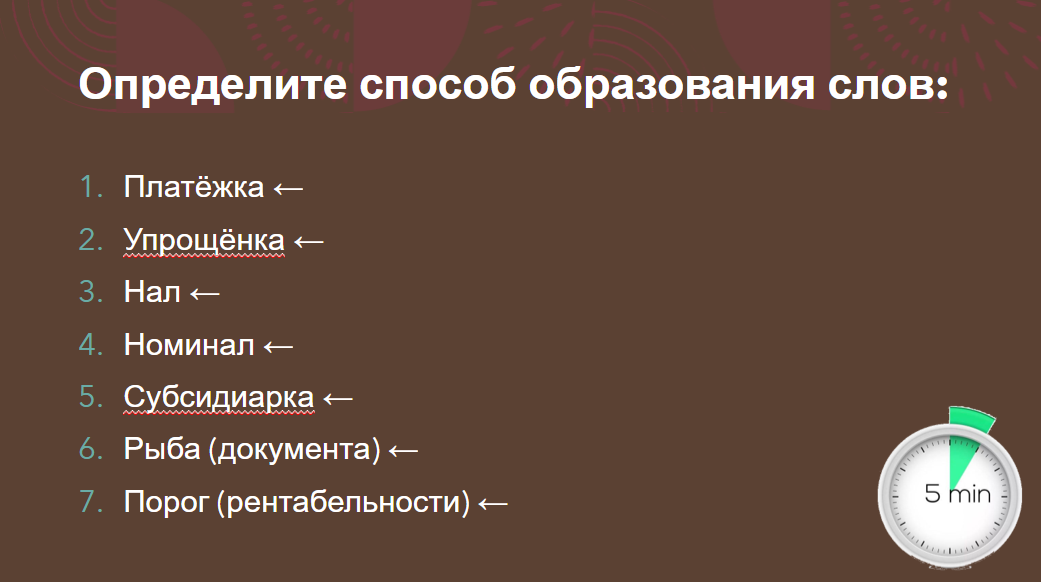 Определите способ образования слов:
1. Платёжка ←
2. Упрощёнка ←
3. Нал ←
4. Номинал ←
5. Субсидиарка ←
6. Рыба (документа) ←
7. Порог (рентабельности) ←
5 min